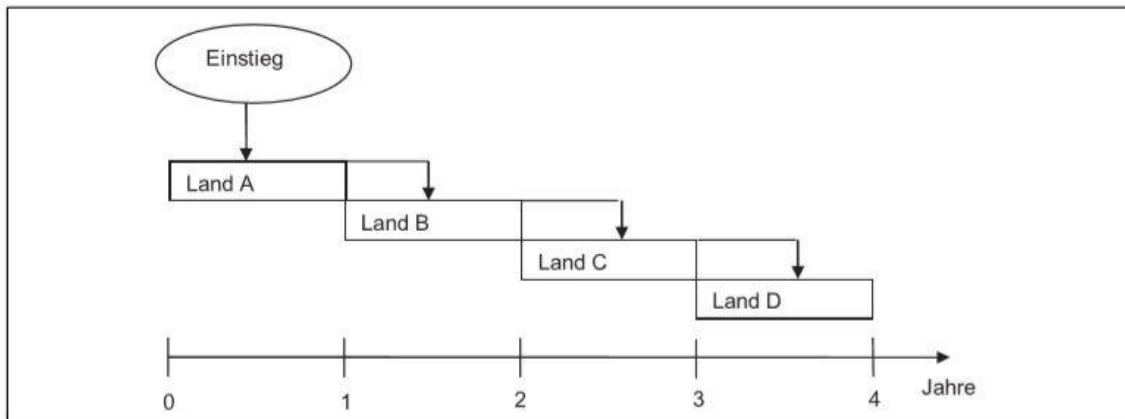 Einstieg
Land A
Land B
Land C
Land D
0 1 2 3 4 Jahre